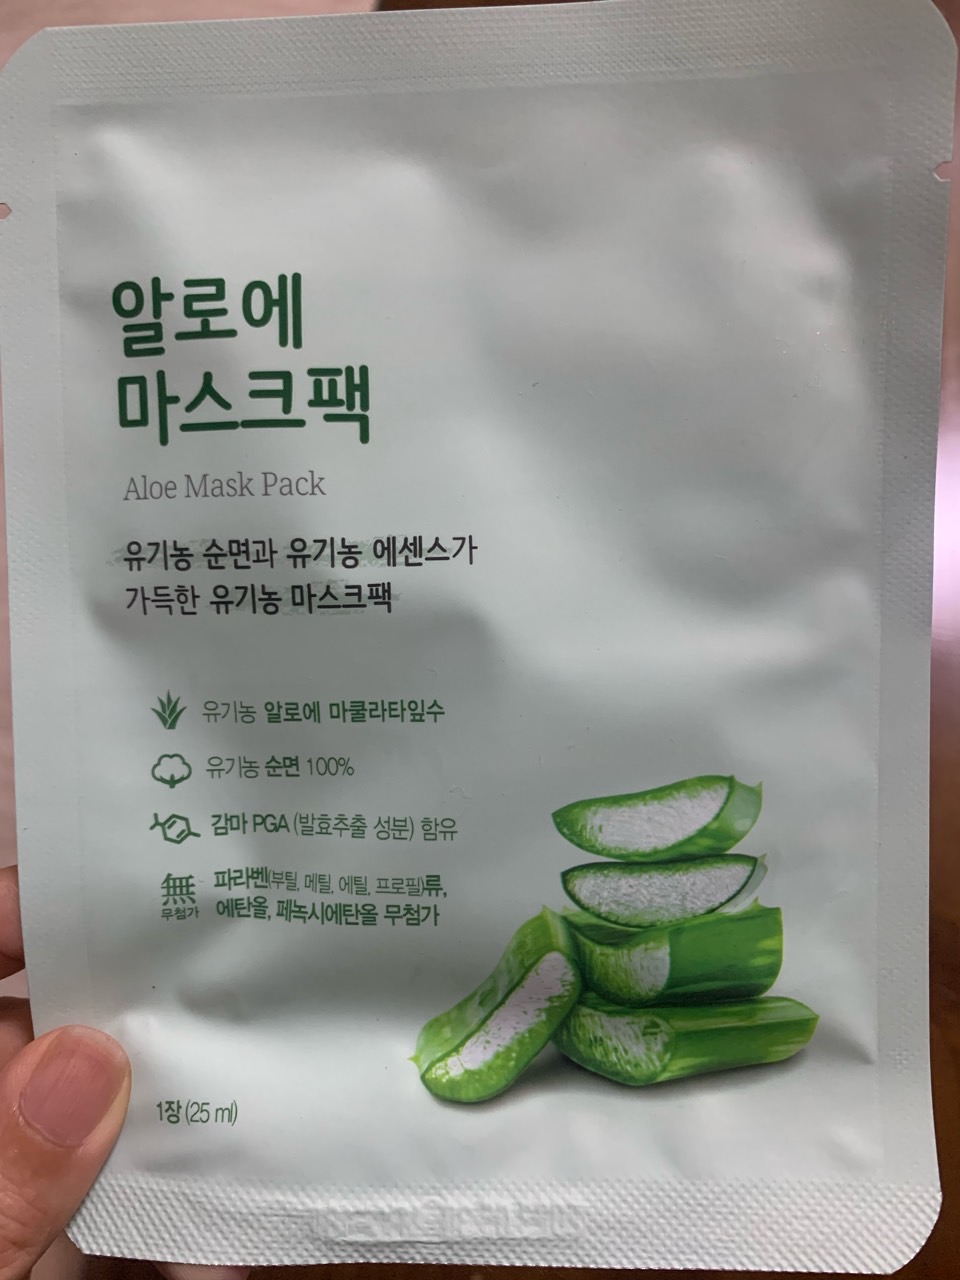 알로에
마스크팩
Aloe Mask Pack
유기농 순면과 유기농 에센스가
가득한 유기농 마스크팩
유기농 알로에 마쿨라타잎수
유기농 순면 100%
감마 PGA (발효추출 성분) 함유
無 파라벤(부틸, 메틸, 에틸, 프로필)류,
무첨가 에탄올, 페녹시에탄올 무첨가
1장 (25 ml)